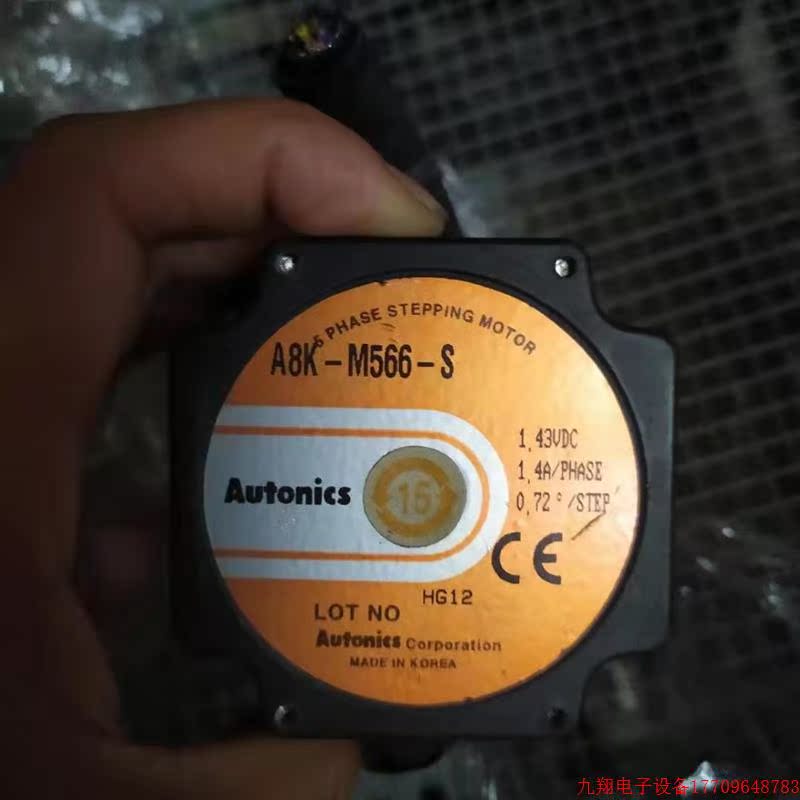 5 PHASE STEPPING MOTOR
A8K-M566-S
1.43VDC
1.4A/PHASE
0.72°/STEP
Autonics
15
CE
HG12
LOT NO
Autonics Corporation
MADE IN KOREA
九翔电子设备17709648783